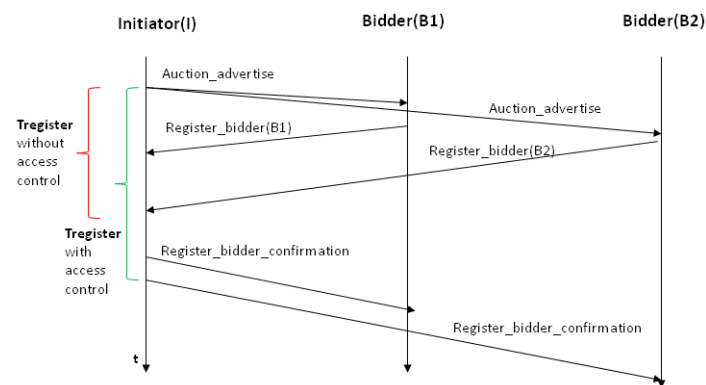 Initiator(I)
Bidder(B1)
Bidder(B2)
Auction_advertise
Auction_advertise
Tregister
without
access
control
Register_bidder(B1)
Register_bidder(B2)
Tregister
with
access
control
Register_bidder_confirmation
Register_bidder_confirmation
t